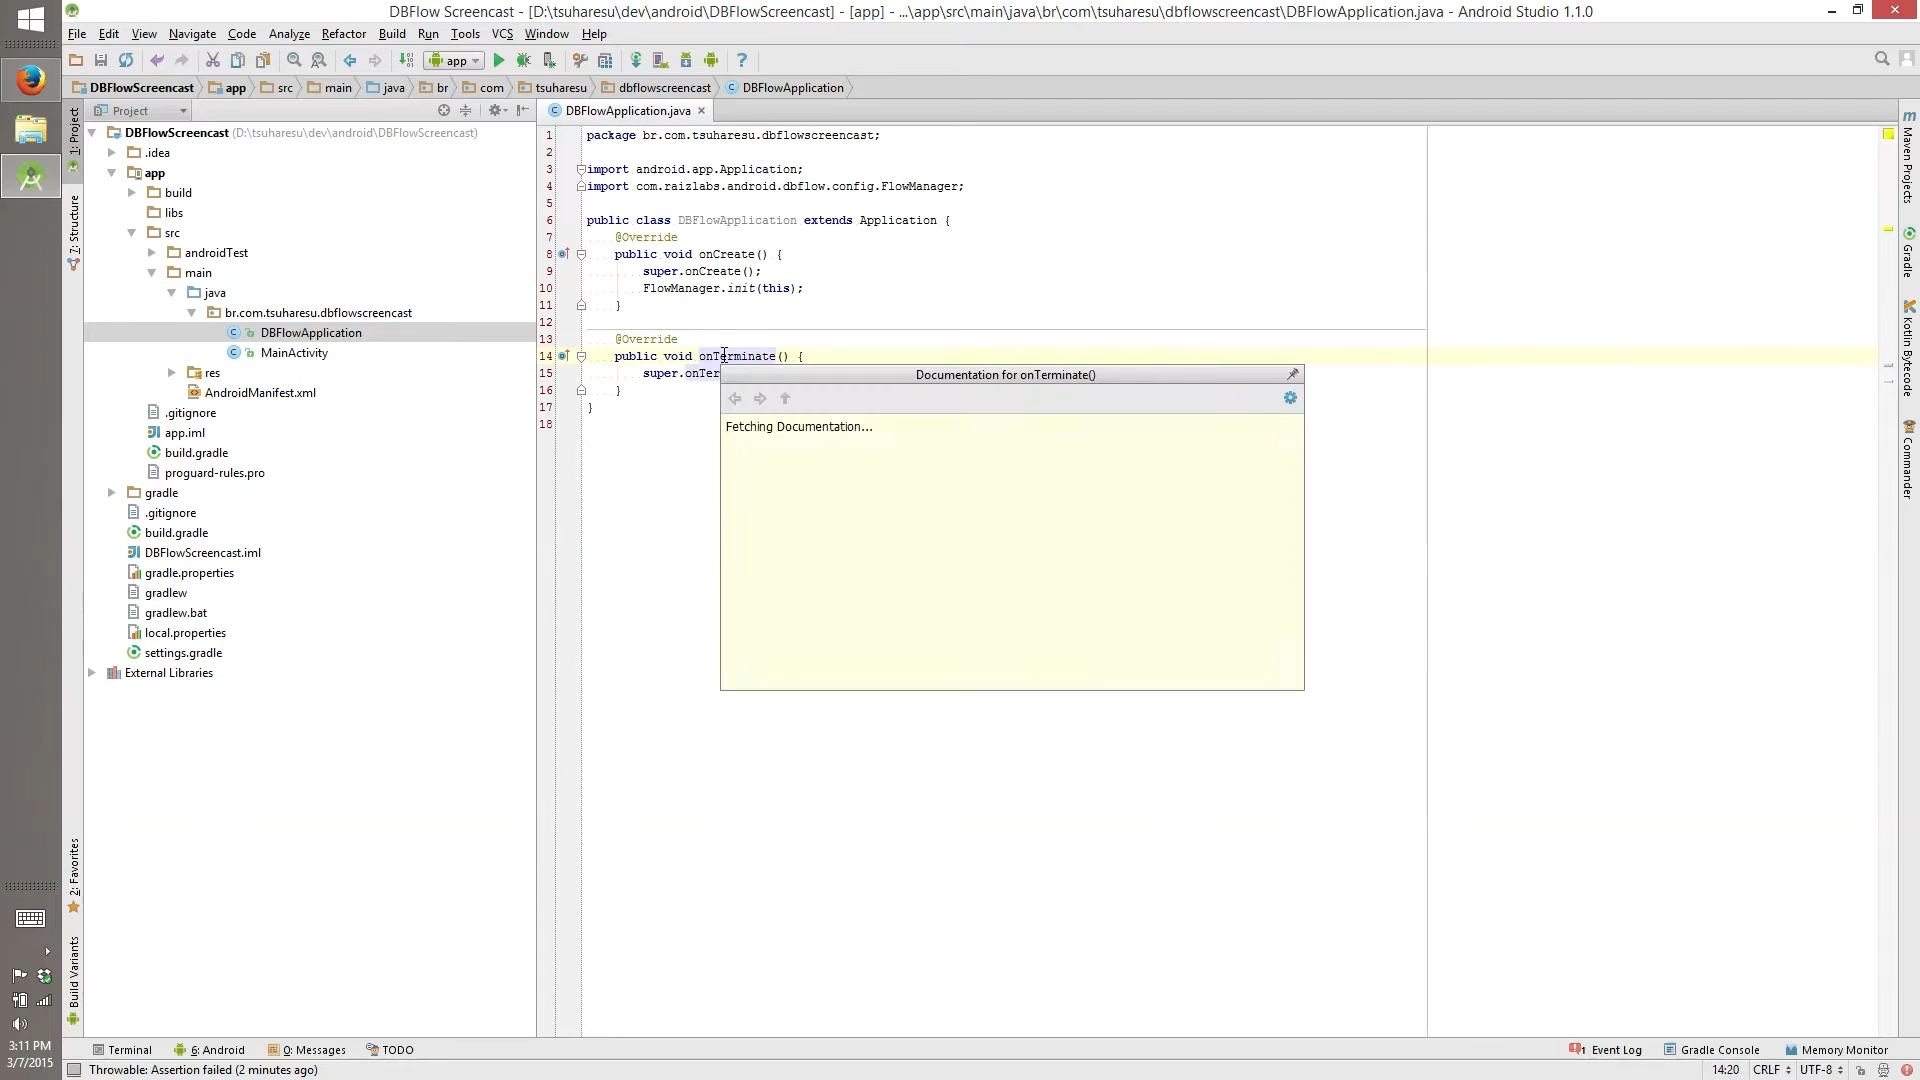 DBFlow Screencast - [D:\tsuharesu\dev\android\DBFlowScreencast] - [app] - ...\app\src\main\java\br\com\tsuharesu\dbflowscreencast\DBFlowApplication.java - Android Studio 1.1.0
File Edit View Navigate Code Analyze Refactor Build Run Tools VCS Window Help
app
DBFlowScreencast app src main java br com tsuharesu dbflowscreencast DBFlowApplication
Project
DBFlowApplication.java
1: Project
7: Structure
2: Favorites
Build Variants
DBFlowScreencast (D:\tsuharesu\dev\android\DBFlowScreencast)
.idea
app
build
libs
src
androidTest
main
java
br.com.tsuharesu.dbflowscreencast
DBFlowApplication
MainActivity
res
AndroidManifest.xml
.gitignore
app.iml
build.gradle
proguard-rules.pro
gradle
.gitignore
build.gradle
DBFlowScreencast.iml
gradle.properties
gradlew
gradlew.bat
local.properties
settings.gradle
External Libraries
1 package br.com.tsuharesu.dbflowscreencast;
2
3 import android.app.Application;
4 import com.raizlabs.android.dbflow.config.FlowManager;
5
6 public class DBFlowApplication extends Application {
7 @Override
8 public void onCreate() {
9 super.onCreate();
10 FlowManager.init(this);
11 }
12
13 @Override
14 public void onTerminate() {
15 super.onTer
16 }
17 }
18
Documentation for onTerminate()
Fetching Documentation...
Maven Projects
Gradle
Kotlin Bytecode
Commander
Terminal 6: Android 0: Messages TODO
1 Event Log Gradle Console Memory Monitor
Throwable: Assertion failed (2 minutes ago)
14:20 CRLF UTF-8
3:11 PM
3/7/2015